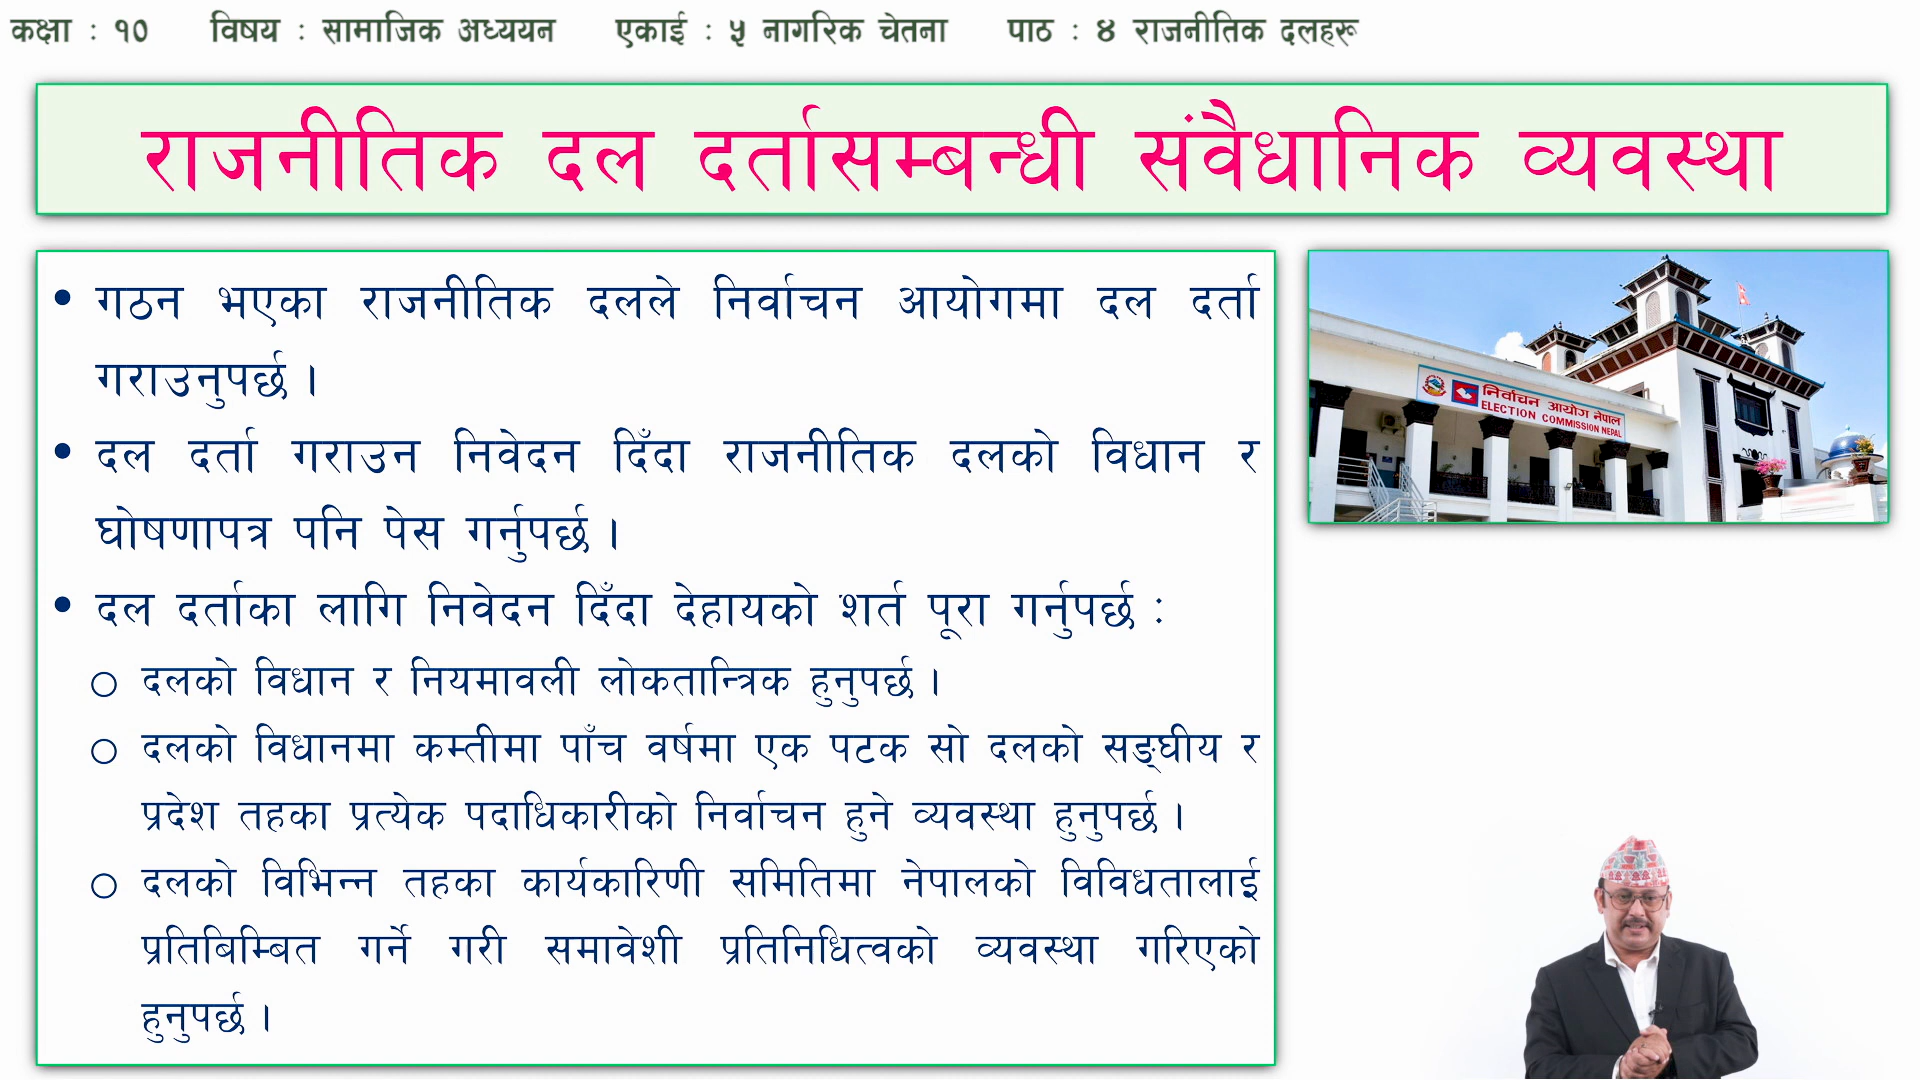 कक्षा : १० विषय : सामाजिक अध्ययन एकाई : ५ नागरिक चेतना पाठ : ४ राजनीतिक दलहरू
राजनीतिक दल दर्तासम्बन्धी संवैधानिक व्यवस्था
• गठन भएका राजनीतिक दलले निर्वाचन आयोगमा दल दर्ता
गराउनुपर्छ ।
• दल दर्ता गराउन निवेदन दिँदा राजनीतिक दलको विधान र
घोषणापत्र पनि पेस गर्नुपर्छ ।
• दल दर्ताका लागि निवेदन दिँदा देहायको शर्त पूरा गर्नुपर्छ :
○ दलको विधान र नियमावली लोकतान्त्रिक हुनुपर्छ ।
○ दलको विधानमा कम्तीमा पाँच वर्षमा एक पटक सो दलको सङ्घीय र
प्रदेश तहका प्रत्येक पदाधिकारीको निर्वाचन हुने व्यवस्था हुनुपर्छ ।
○ दलको विभिन्न तहका कार्यकारिणी समितिमा नेपालको विविधतालाई
प्रतिबिम्बित गर्ने गरी समावेशी प्रतिनिधित्वको व्यवस्था गरिएको
हुनुपर्छ ।
निर्वाचन आयोग नेपाल
ELECTION COMMISSION NEPAL